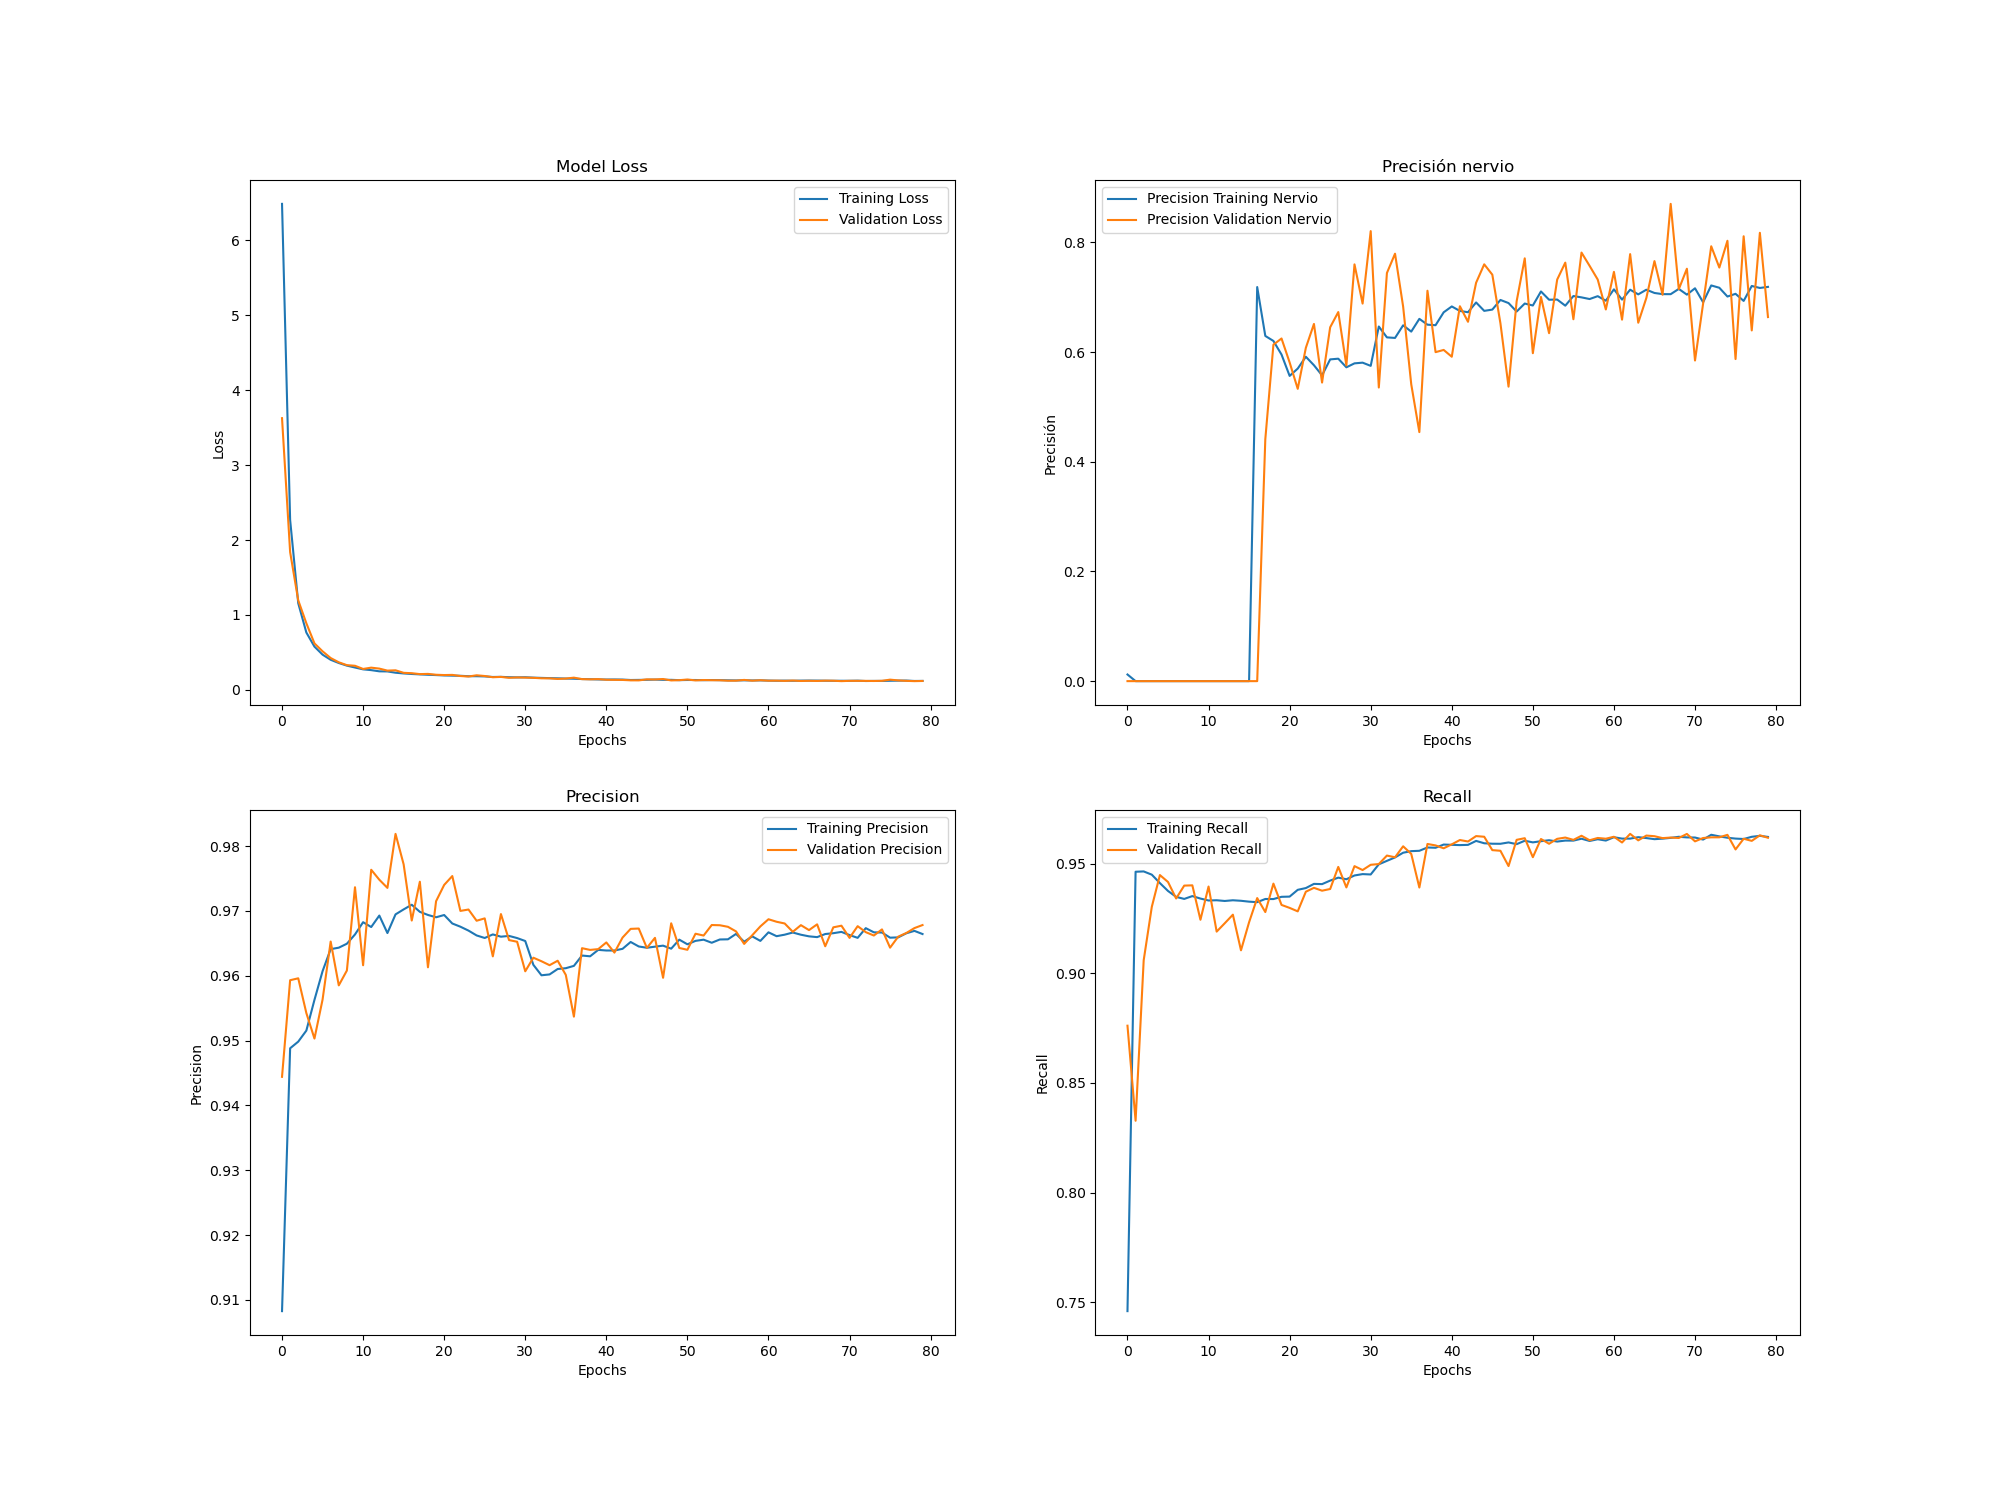 Model Loss
Training Loss
Validation Loss
Loss
6
5
4
3
2
1
0
0 10 20 30 40 50 60 70 80
Epochs
Precisión nervio
Precision Training Nervio
Precision Validation Nervio
Precisión
0.8
0.6
0.4
0.2
0.0
0 10 20 30 40 50 60 70 80
Epochs
Precision
Training Precision
Validation Precision
Precision
0.98
0.97
0.96
0.95
0.94
0.93
0.92
0.91
0 10 20 30 40 50 60 70 80
Epochs
Recall
Training Recall
Validation Recall
Recall
0.95
0.90
0.85
0.80
0.75
0 10 20 30 40 50 60 70 80
Epochs